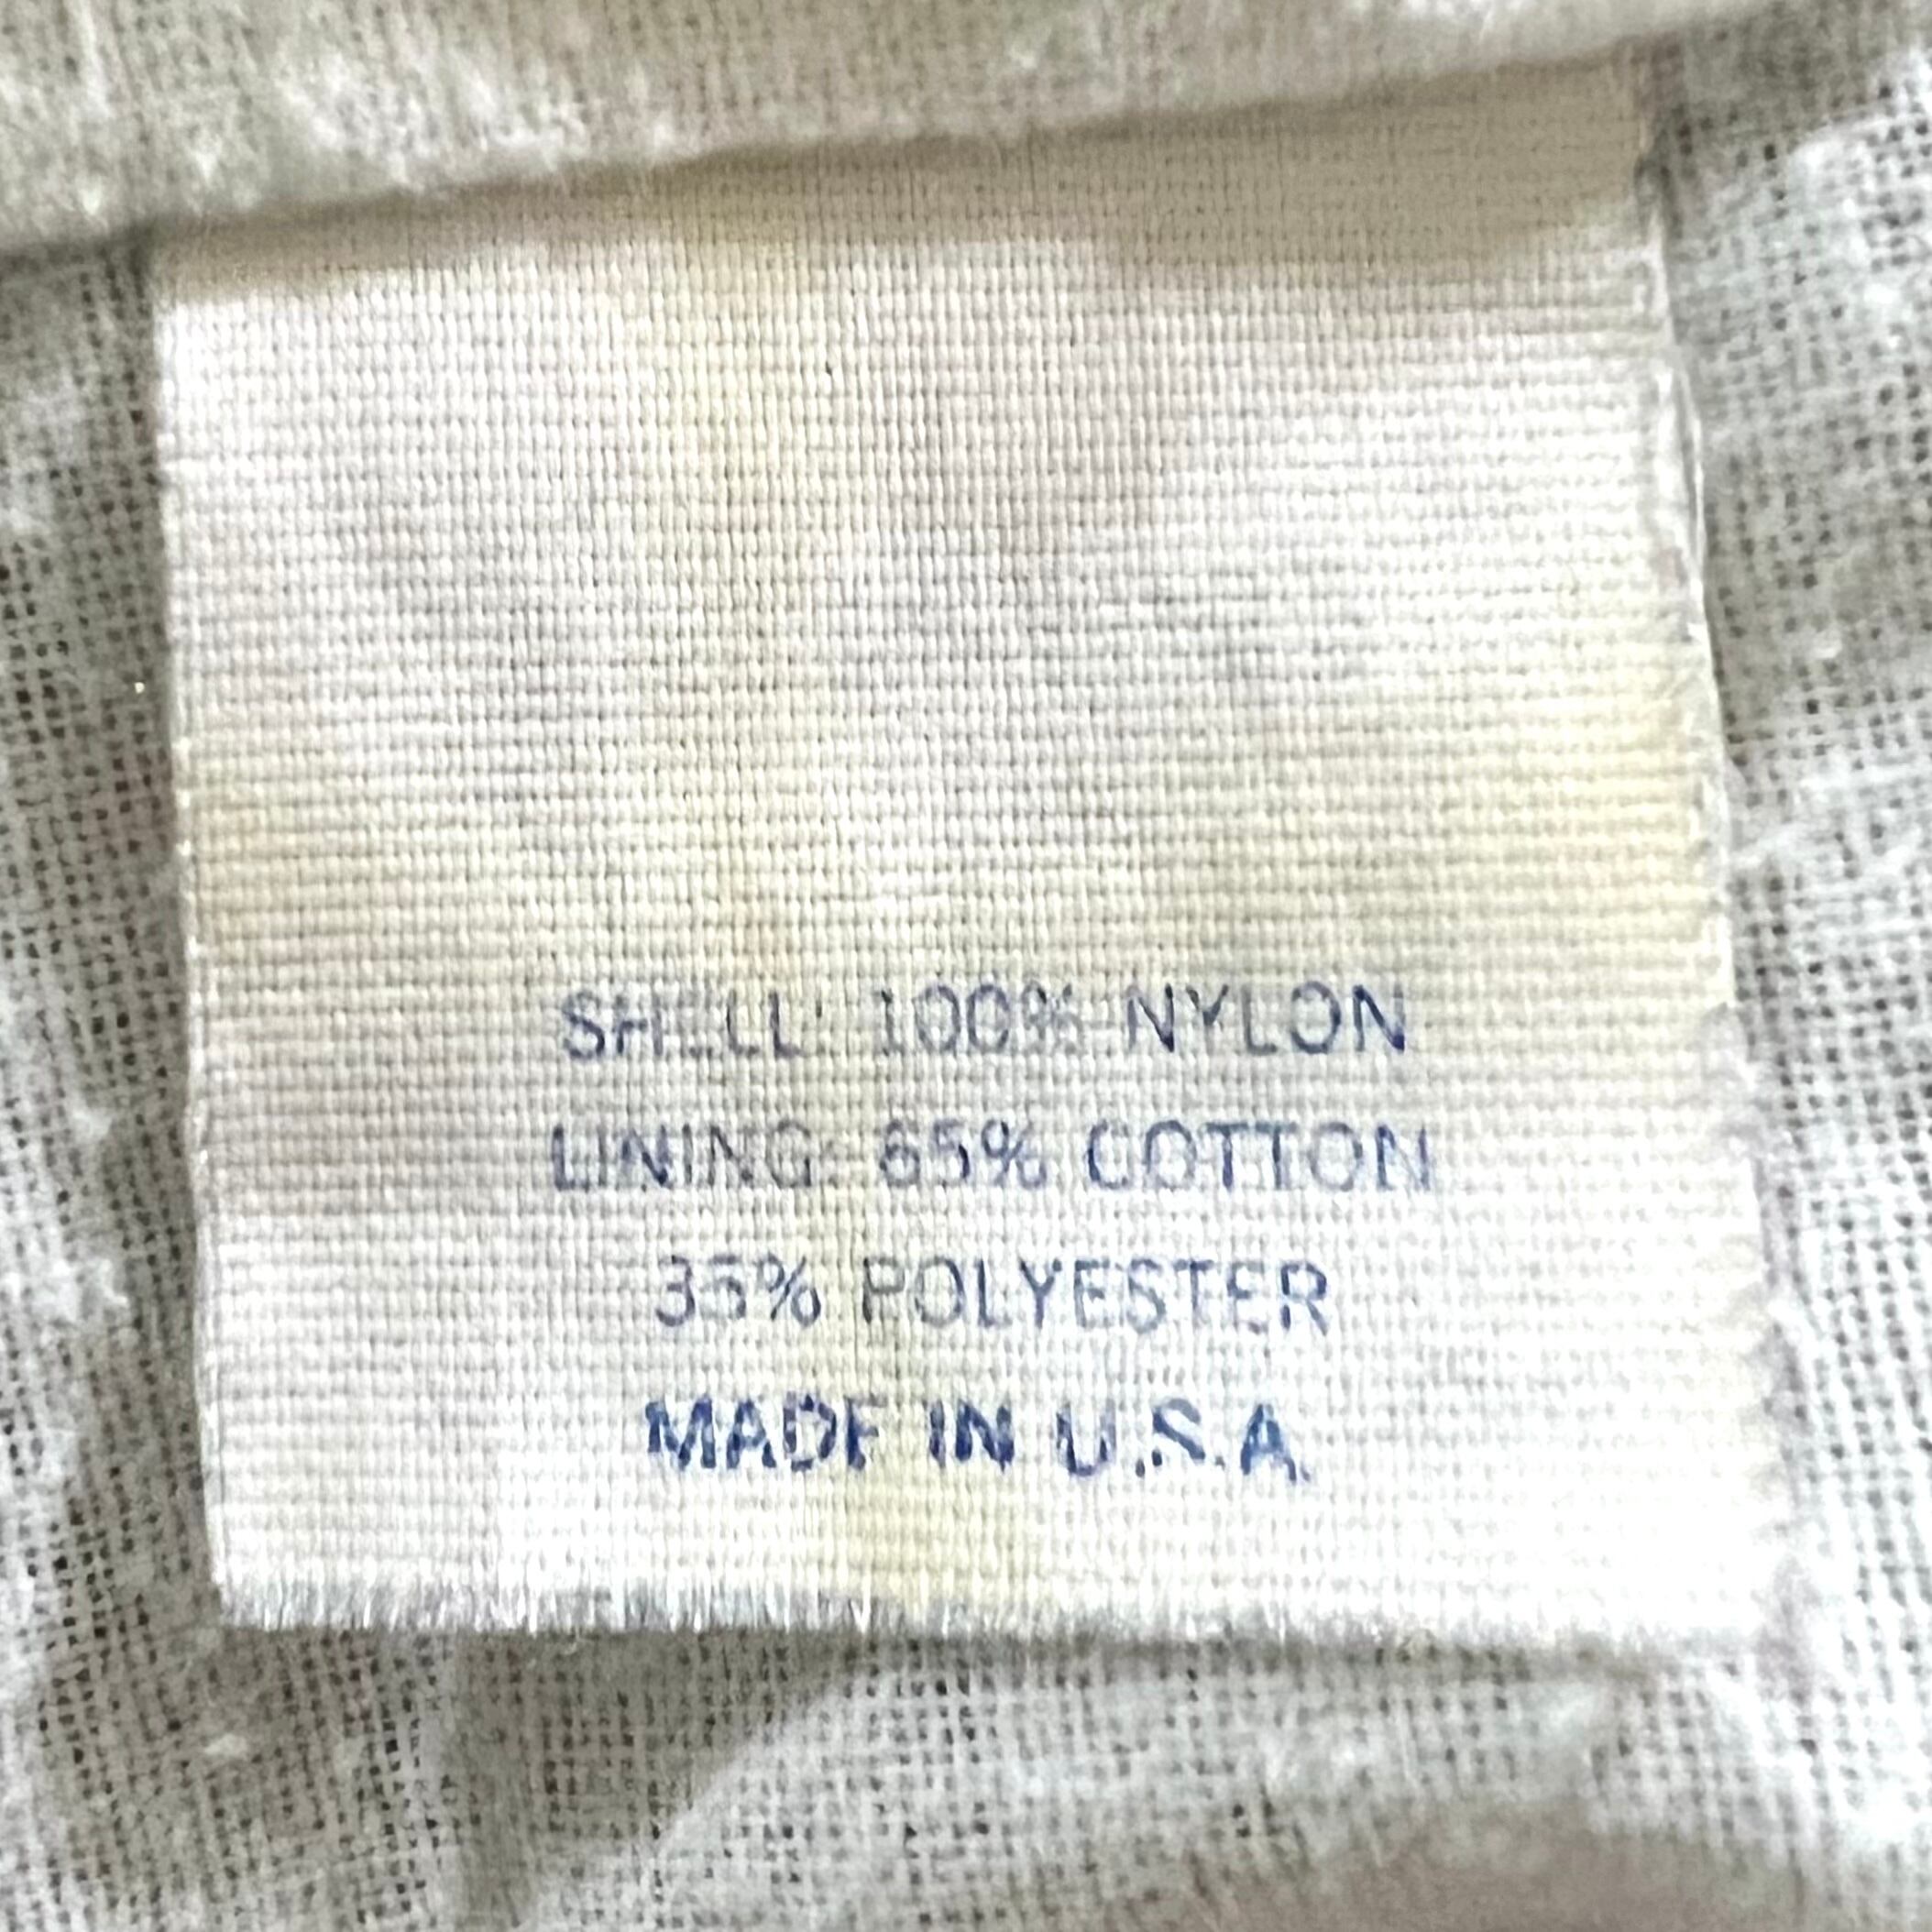 SHELL: 100% NYLON
LINING: 65% COTTON
35% POLYESTER
MADE IN U.S.A.